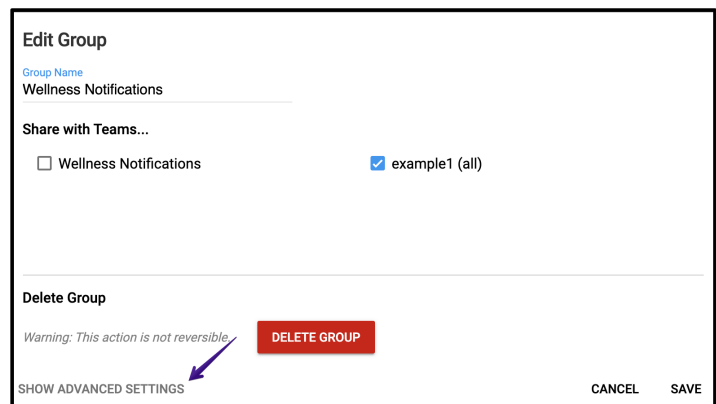 Edit Group
Group Name
Wellness Notifications
Share with Teams...
Wellness Notifications
example1 (all)
Delete Group
Warning: This action is not reversible.
DELETE GROUP
SHOW ADVANCED SETTINGS
CANCEL
SAVE